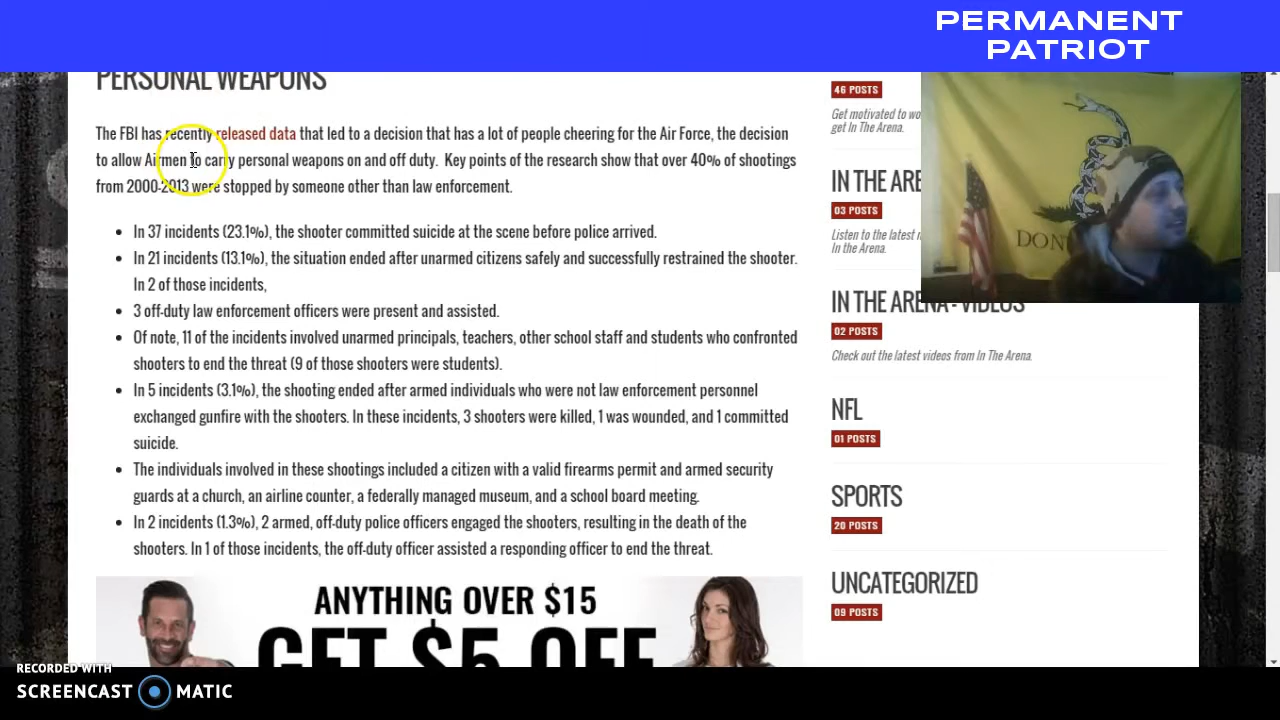 PERMANENT
PATRIOT
PERSONAL WEAPONS
The FBI has recently released data that led to a decision that has a lot of people cheering for the Air Force, the decision
to allow Airmen to carry personal weapons on and off duty. Key points of the research show that over 40% of shootings
from 2000-2013 were stopped by someone other than law enforcement.
In 37 incidents (23.1%), the shooter committed suicide at the scene before police arrived.
In 21 incidents (13.1%), the situation ended after unarmed citizens safely and successfully restrained the shooter.
In 2 of those incidents,
3 off-duty law enforcement officers were present and assisted.
Of note, 11 of the incidents involved unarmed principals, teachers, other school staff and students who confronted
shooters to end the threat (9 of those shooters were students).
In 5 incidents (3.1%), the shooting ended after armed individuals who were not law enforcement personnel
exchanged gunfire with the shooters. In these incidents, 3 shooters were killed, 1 was wounded, and 1 committed
suicide.
The individuals involved in these shootings included a citizen with a valid firearms permit and armed security
guards at a church, an airline counter, a federally managed museum, and a school board meeting.
In 2 incidents (1.3%), 2 armed, off-duty police officers engaged the shooters, resulting in the death of the
shooters. In 1 of those incidents, the off-duty officer assisted a responding officer to end the threat.
ANYTHING OVER $15
GET $5 OFF
46 POSTS
Get motivated to wo
get In The Arena.
IN THE ARE
03 POSTS
Listen to the latest
In the Arena.
DON
IN THE ARENA - VIDEOS
02 POSTS
Check out the latest videos from In The Arena.
NFL
01 POSTS
SPORTS
20 POSTS
UNCATEGORIZED
09 POSTS
RECORDED WITH
SCREENCAST MATIC